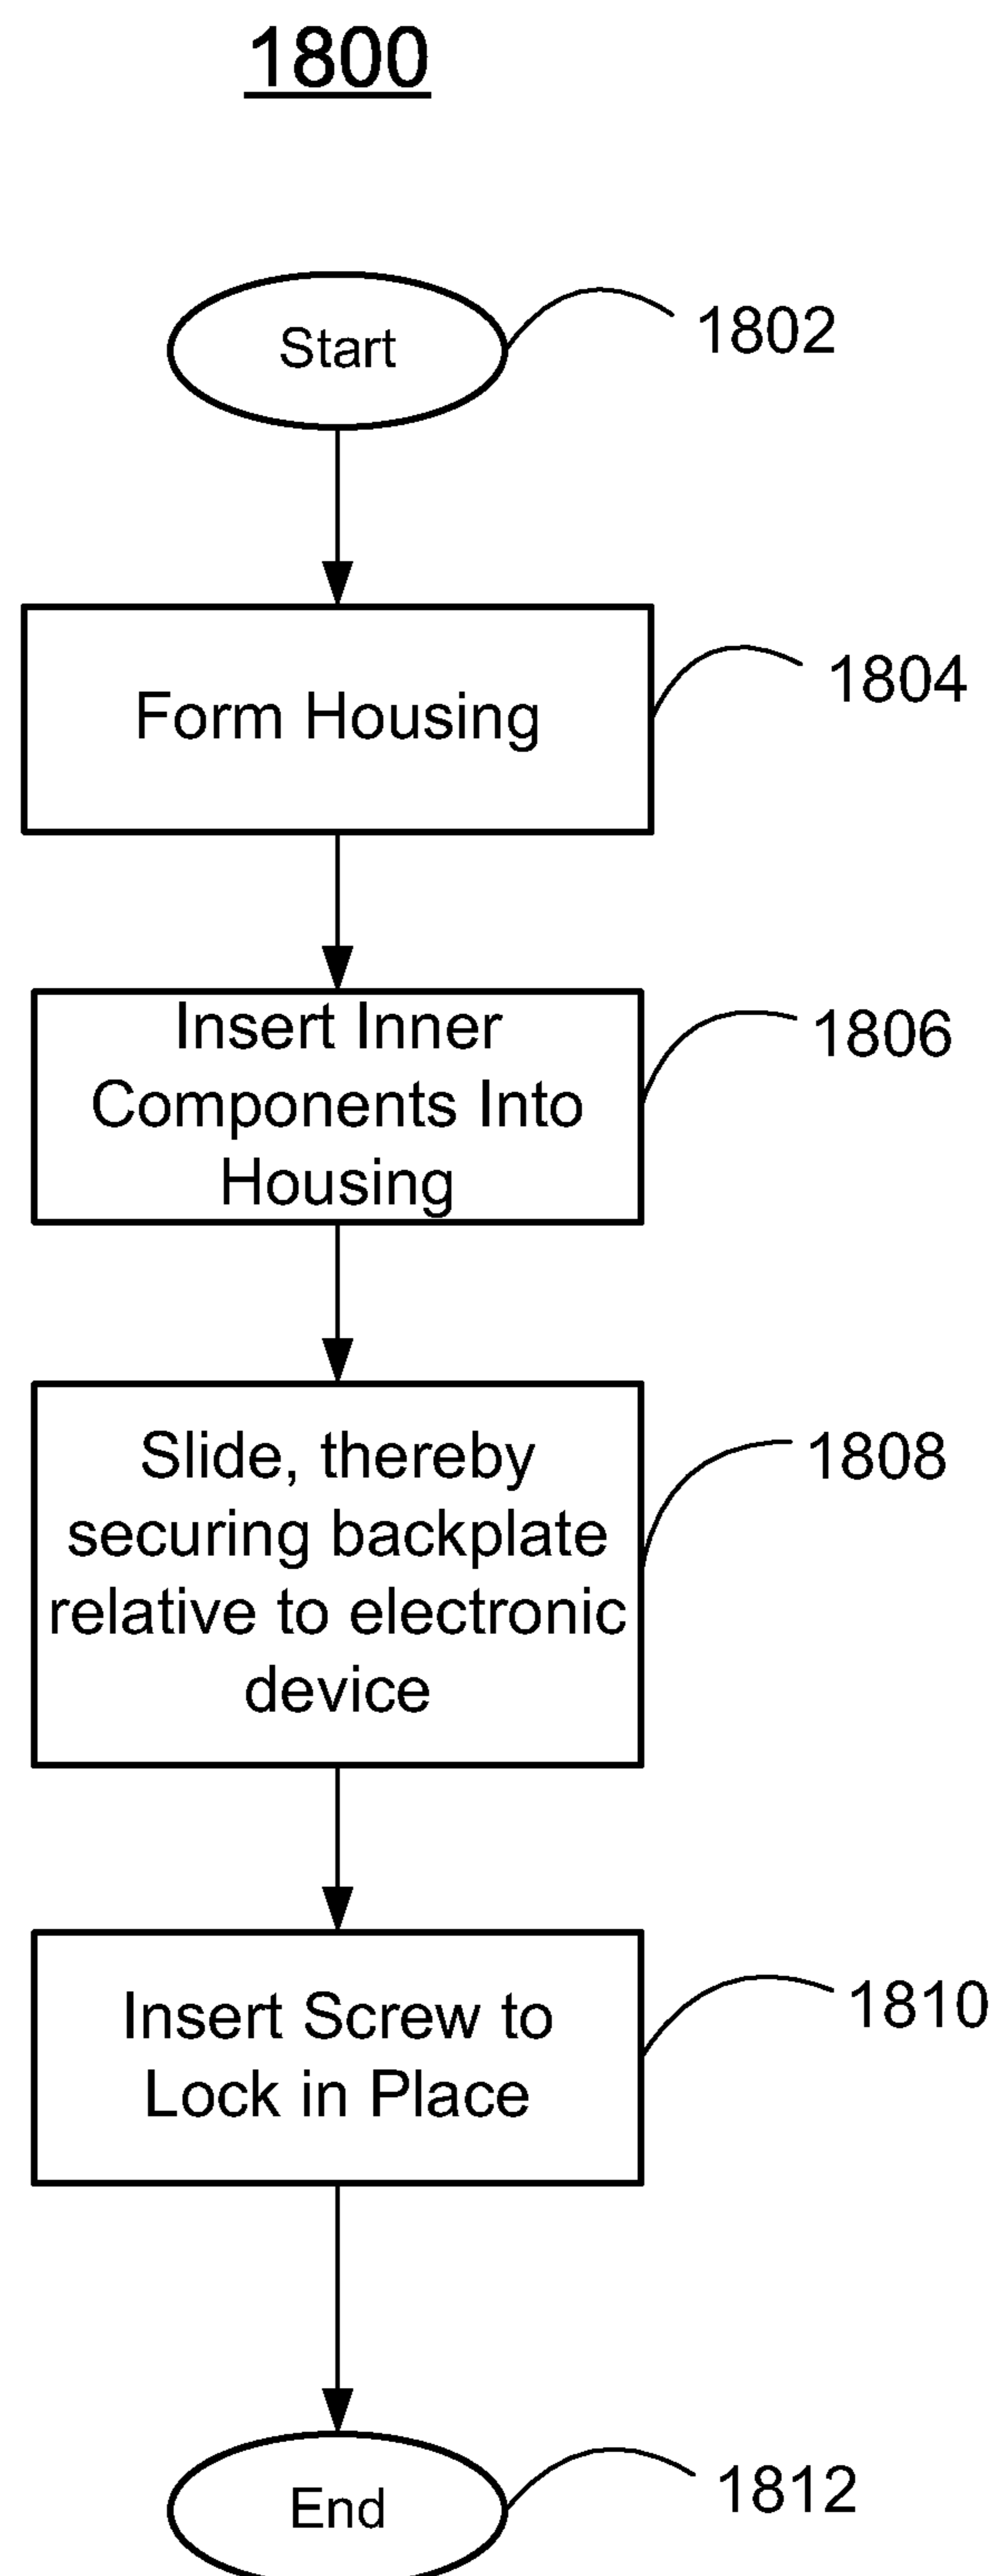 1800
Start
1802
Form Housing
1804
Insert Inner
Components Into
Housing
1806
Slide, thereby
securing backplate
relative to electronic
device
1808
Insert Screw to
Lock in Place
1810
End
1812